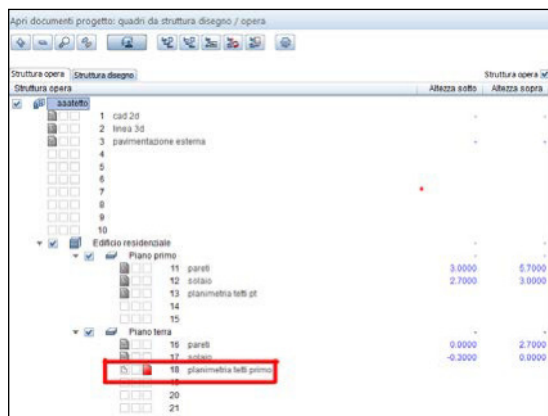 Apri documenti progetto: quadri da struttura disegno / opera
Struttura opera Struttura disegno Struttura opera
Struttura opera Altezza sotto Altezza sopra
aaatetto
1 cad 2d - -
2 linea 3d
3 pavimentazione esterna - -
4
5
6
7
8
9
10
Edificio residenziale - -
Piano primo - -
11 pareti 3.0000 5.7000
12 solaio 2.7000 3.0000
13 planimetria tetti pt
14
15
Piano terra - -
16 pareti 0.0000 2.7000
17 solaio -0.3000 0.0000
18 planimetria tetti primo
19
20
21